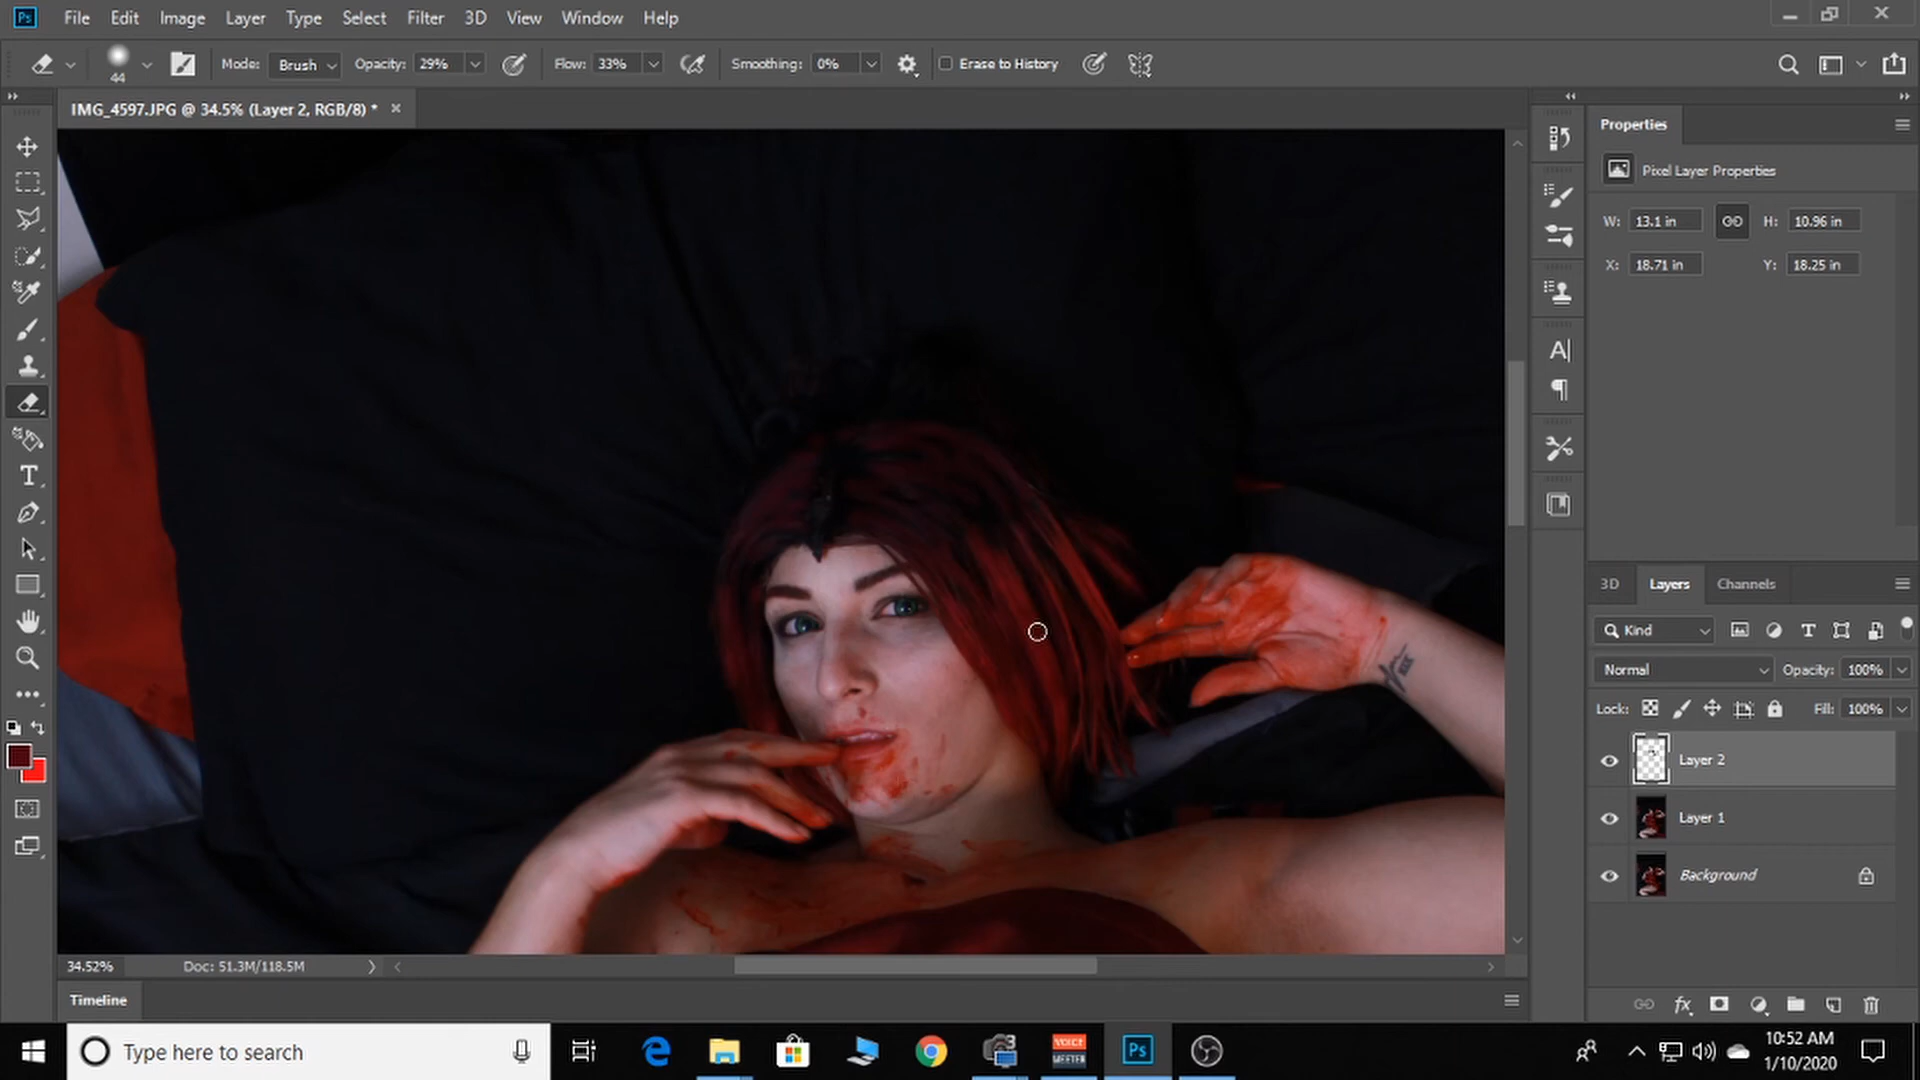 Ps File Edit Image Layer Type Select Filter 3D View Window Help
44 Mode: Brush Opacity: 29% Flow: 33% Smoothing: 0% Erase to History
IMG_4597.JPG @ 34.5% (Layer 2, RGB/8) *
Properties
Pixel Layer Properties
W: 13.1 in H: 10.96 in
X: 18.71 in Y: 18.25 in
3D Layers Channels
Kind
Normal Opacity: 100%
Lock: Fill: 100%
Layer 2
Layer 1
Background
34.52% Doc: 51.3M/118.5M
Timeline
Type here to search
VOICE
MEETER
Ps
10:52 AM
1/10/2020